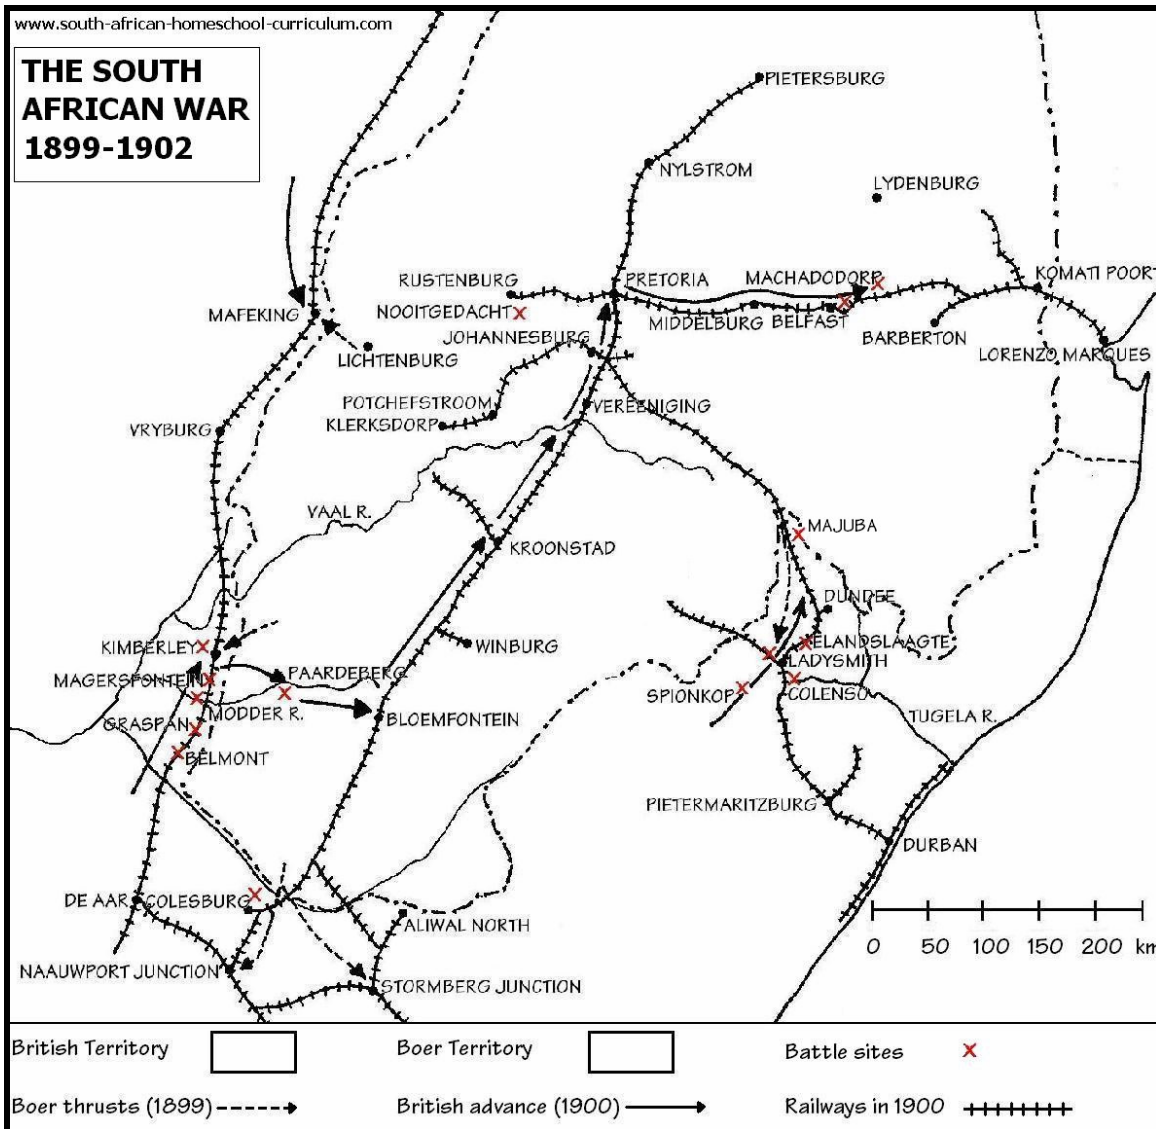 www.south-african-homeschool-curriculum.com
THE SOUTH
AFRICAN WAR
1899-1902
PIETERSBURG
NYLSTROM
LYDENBURG
RUSTENBURG
PRETORIA
MACHADODORP
KOMATI POORT
NOOITGEDACHT
MAFEKING
MIDDELBURG
BELFAST
JOHANNESBURG
BARBERTON
LICHTENBURG
LORENZO MARQUES
POTCHEFSTROOM
VEREENIGING
KLERKSDORP
VRYBURG
VAAL R.
MAJUBA
KROONSTAD
DUNDEE
KIMBERLEY
WINBURG
ELANDSLAAGTE
LADYSMITH
PAARDEBERG
MAGERSFONTEIN
SPIONKOP
COLENSO
MODDER R.
BLOEMFONTEIN
TUGELA R.
GRASPAN
BELMONT
PIETERMARITZBURG
DURBAN
DE AAR
COLESBURG
ALIWAL NORTH
0 50 100 150 200 km
NAAUWPORT JUNCTION
STORMBERG JUNCTION
British Territory
Boer Territory
Battle sites
Boer thrusts (1899)
British advance (1900)
Railways in 1900